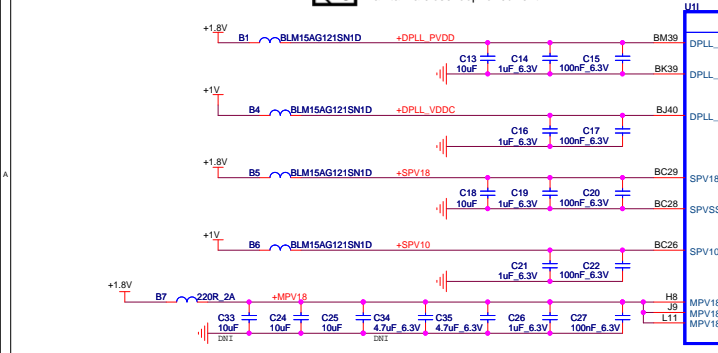 U1I
+1.8V
B1 BLM15AG121SN1D +DPLL_PVDD BM39
DPLL_
C13 C14 C15
10uF 1uF_6.3V 100nF_6.3V
BK39 DPLL_
+1V
B4 BLM15AG121SN1D +DPLL_VDDC BJ40
DPLL_
C16 C17
1uF_6.3V 100nF_6.3V
+1.8V
B5 BLM15AG121SN1D +SPV18 BC29
SPV18
A
C18 C19 C20
10uF 1uF_6.3V 100nF_6.3V
BC28 SPVSS
+1V
B6 BLM15AG121SN1D +SPV10 BC26
SPV10
C21 C22
1uF_6.3V 100nF_6.3V
+1.8V
B7 220R_2A +MPV18 H8 MPV18
J9 MPV18
L11 MPV18
C33 C24 C25 C34 C35 C26 C27
10uF 10uF 10uF 4.7uF_6.3V 4.7uF_6.3V 1uF_6.3V 100nF_6.3V
DNI DNI